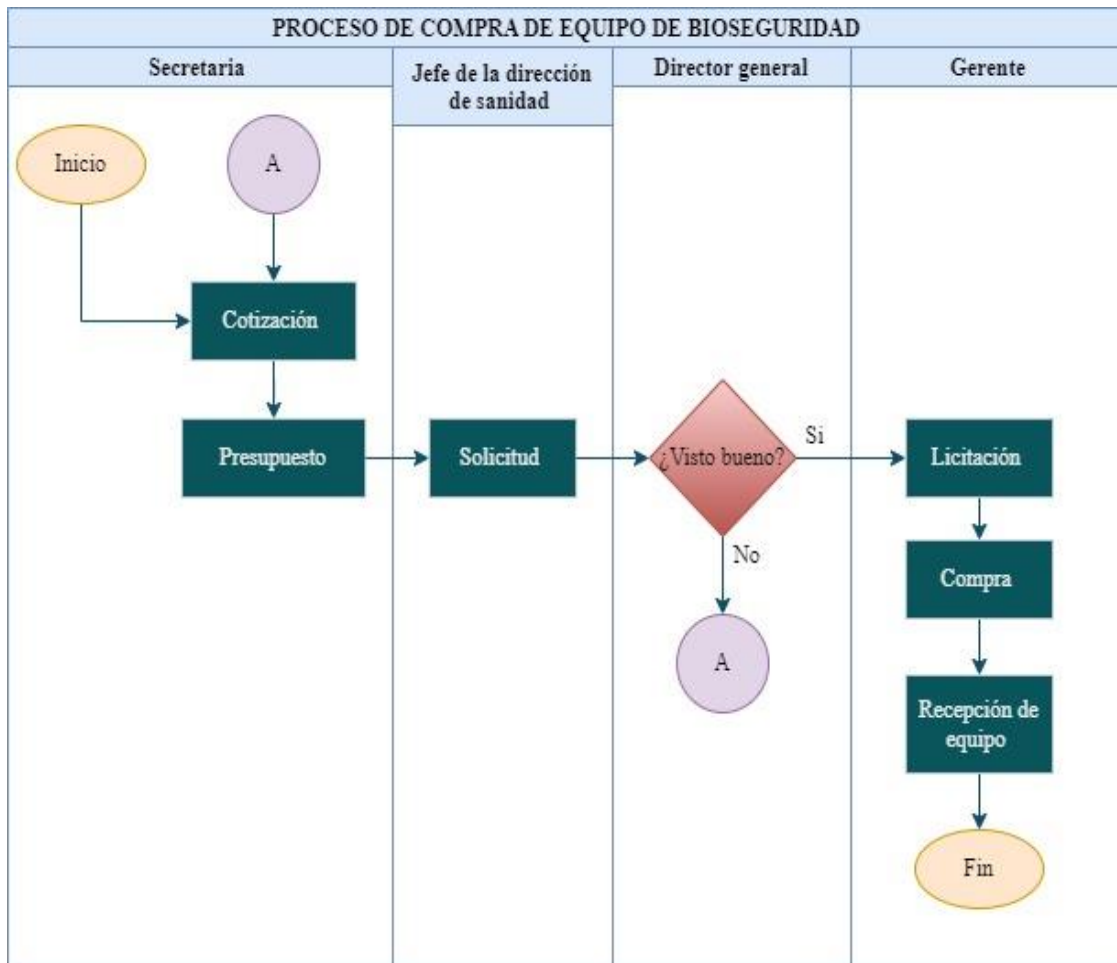 PROCESO DE COMPRA DE EQUIPO DE BIOSEGURIDAD
Secretaria
Jefe de la dirección
de sanidad
Director general
Gerente
Inicio
A
Cotización
Presupuesto
Solicitud
¿Visto bueno?
Si
No
A
Licitación
Compra
Recepción de
equipo
Fin